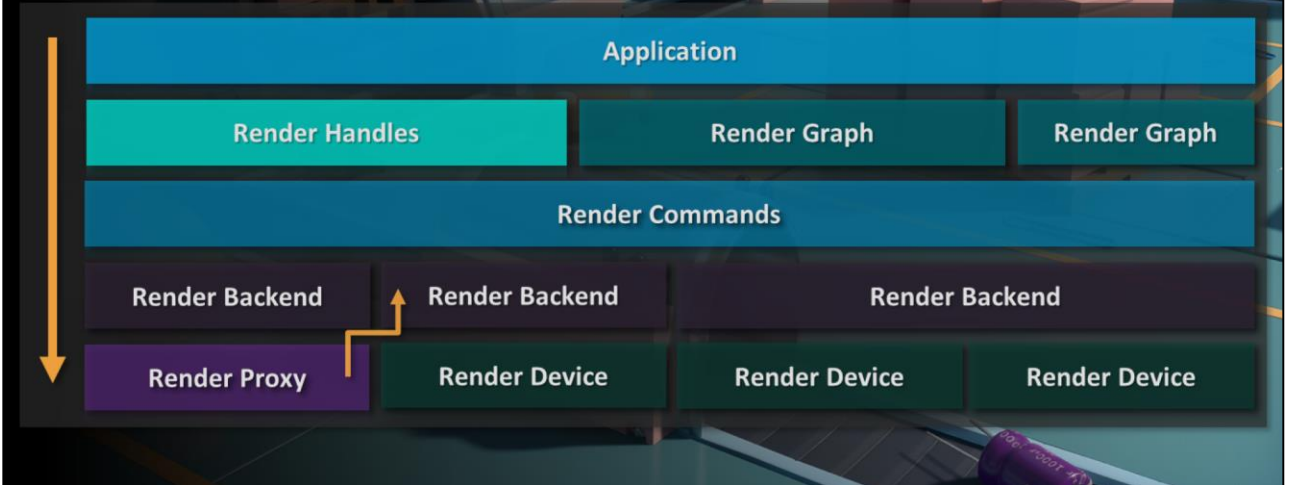 Application
Render Handles Render Graph Render Graph
Render Commands
Render Backend Render Backend Render Backend
Render Proxy Render Device Render Device Render Device